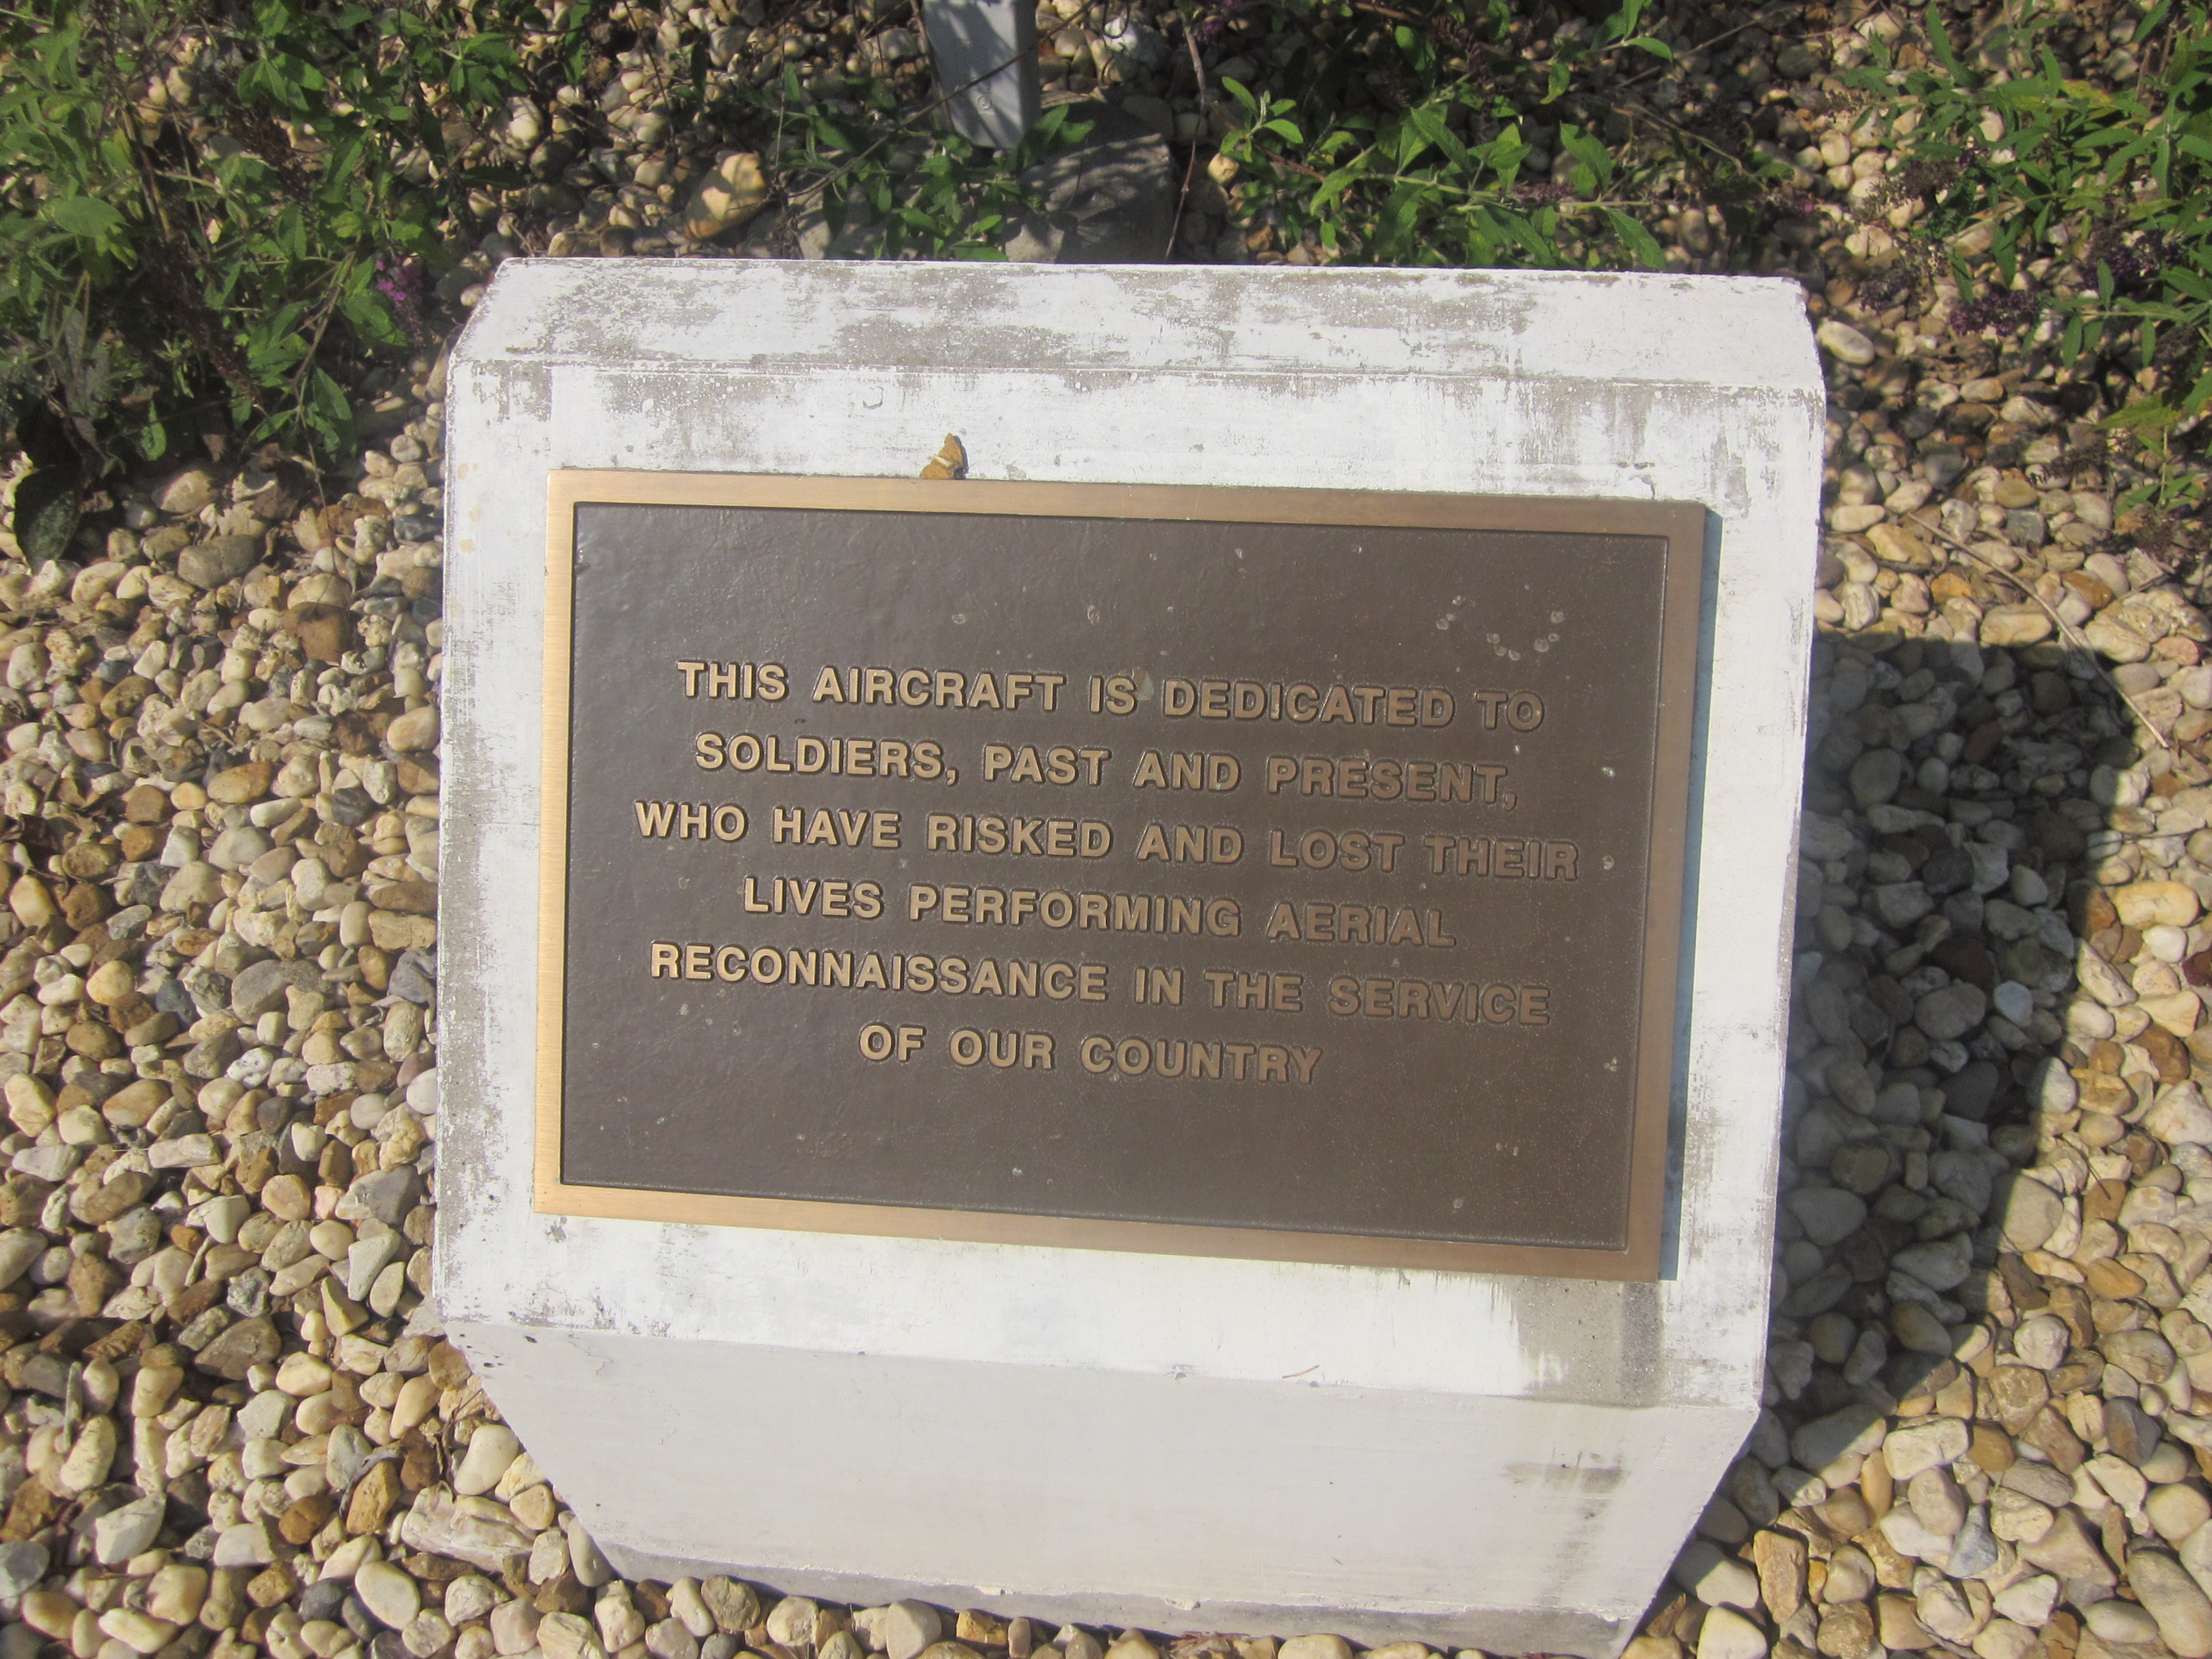 THIS AIRCRAFT IS DEDICATED TO
SOLDIERS, PAST AND PRESENT,
WHO HAVE RISKED AND LOST THEIR
LIVES PERFORMING AERIAL
RECONNAISSANCE IN THE SERVICE
OF OUR COUNTRY